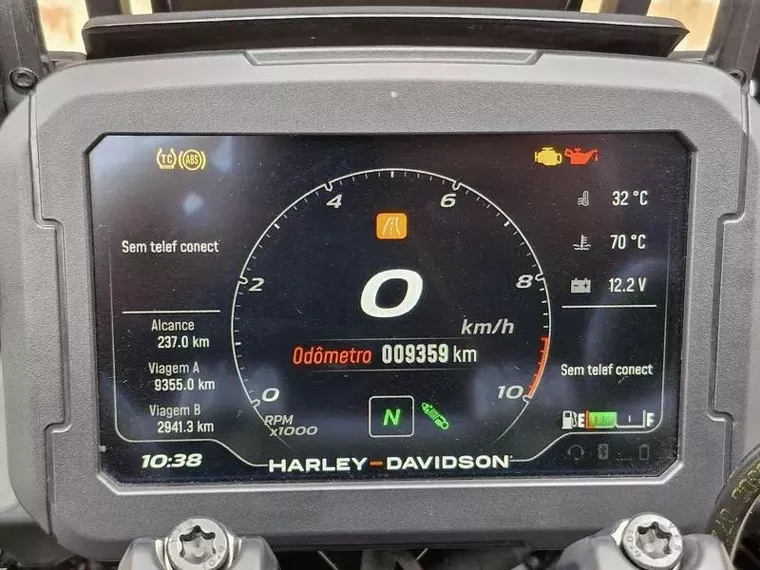 TC ABS
4 6
32 °C
Sem telef conect
70 °C
2 8
0
12.2 V
km/h
Alcance
237.0 km
Odômetro 009359 km
Viagem A
9355.0 km
Sem telef conect
0 10
Viagem B
2941.3 km
RPM
x1000
N
E F
10:38
HARLEY-DAVIDSON